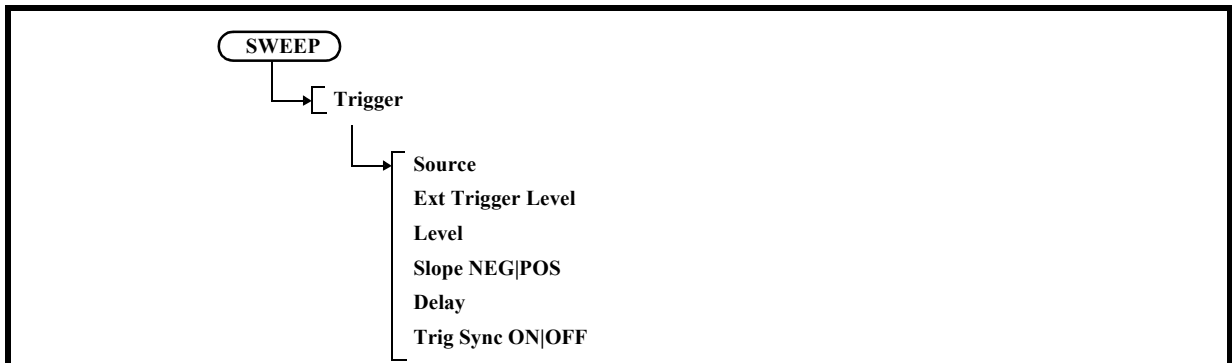 SWEEP
Trigger
Source
Ext Trigger Level
Level
Slope NEG|POS
Delay
Trig Sync ON|OFF